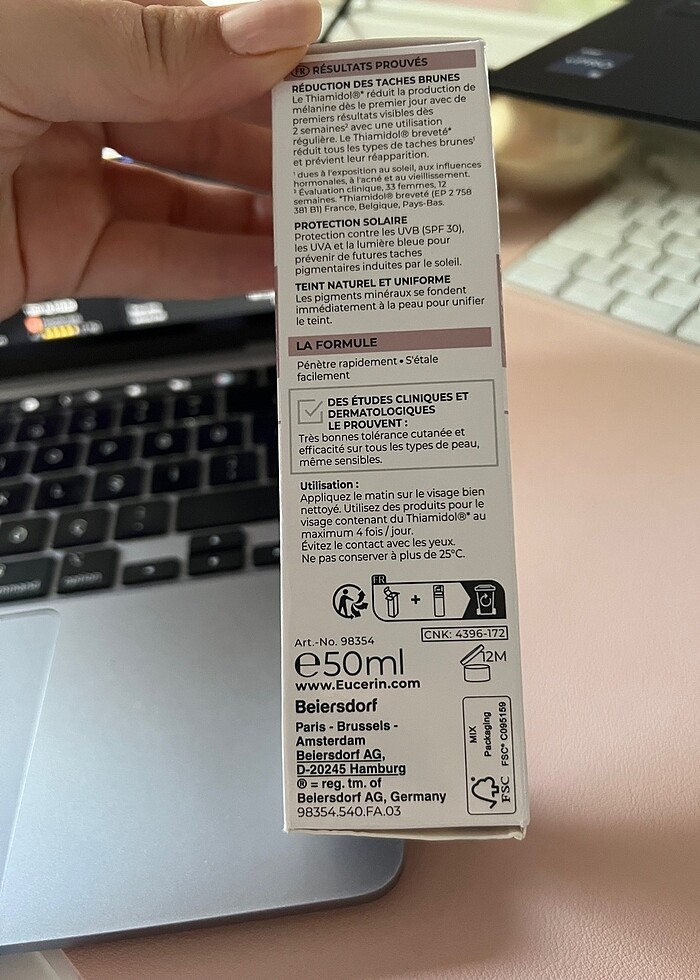 FR RÉSULTATS PROUVÉS
RÉDUCTION DES TACHES BRUNES
Le Thiamidol®* réduit la production de
mélanine dès le premier jour avec de
premiers résultats visibles dès
2 semaines² avec une utilisation
régulière. Le Thiamidol® breveté*
réduit tous les types de taches brunes¹
et prévient leur réapparition.
¹ dues à l'exposition au soleil, aux influences
hormonales, à l'acné et au vieillissement.
² Évaluation clinique, 33 femmes, 12
semaines. *Thiamidol® breveté (EP 2 758
381 B1) France, Belgique, Pays-Bas.
PROTECTION SOLAIRE
Protection contre les UVB (SPF 30),
les UVA et la lumière bleue pour
prévenir de futures taches
pigmentaires induites par le soleil.
TEINT NATUREL ET UNIFORME
Les pigments minéraux se fondent
immédiatement à la peau pour unifier
le teint.
LA FORMULE
Pénètre rapidement • S'étale
facilement
DES ÉTUDES CLINIQUES ET
DERMATOLOGIQUES
LE PROUVENT :
Très bonnes tolérance cutanée et
efficacité sur tous les types de peau,
même sensibles.
Utilisation :
Appliquez le matin sur le visage bien
nettoyé. Utilisez des produits pour le
visage contenant du Thiamidol®* au
maximum 4 fois / jour.
Évitez le contact avec les yeux.
Ne pas conserver à plus de 25°C.
FR
+
Art.-No. 98354
CNK: 4396-172
e50ml
12M
www.Eucerin.com
Beiersdorf
Paris - Brussels -
Amsterdam
Beiersdorf AG,
D-20245 Hamburg
® = reg. tm. of
Beiersdorf AG, Germany
98354.540.FA.03
MIX
Packaging
FSC® C095159
FSC
option